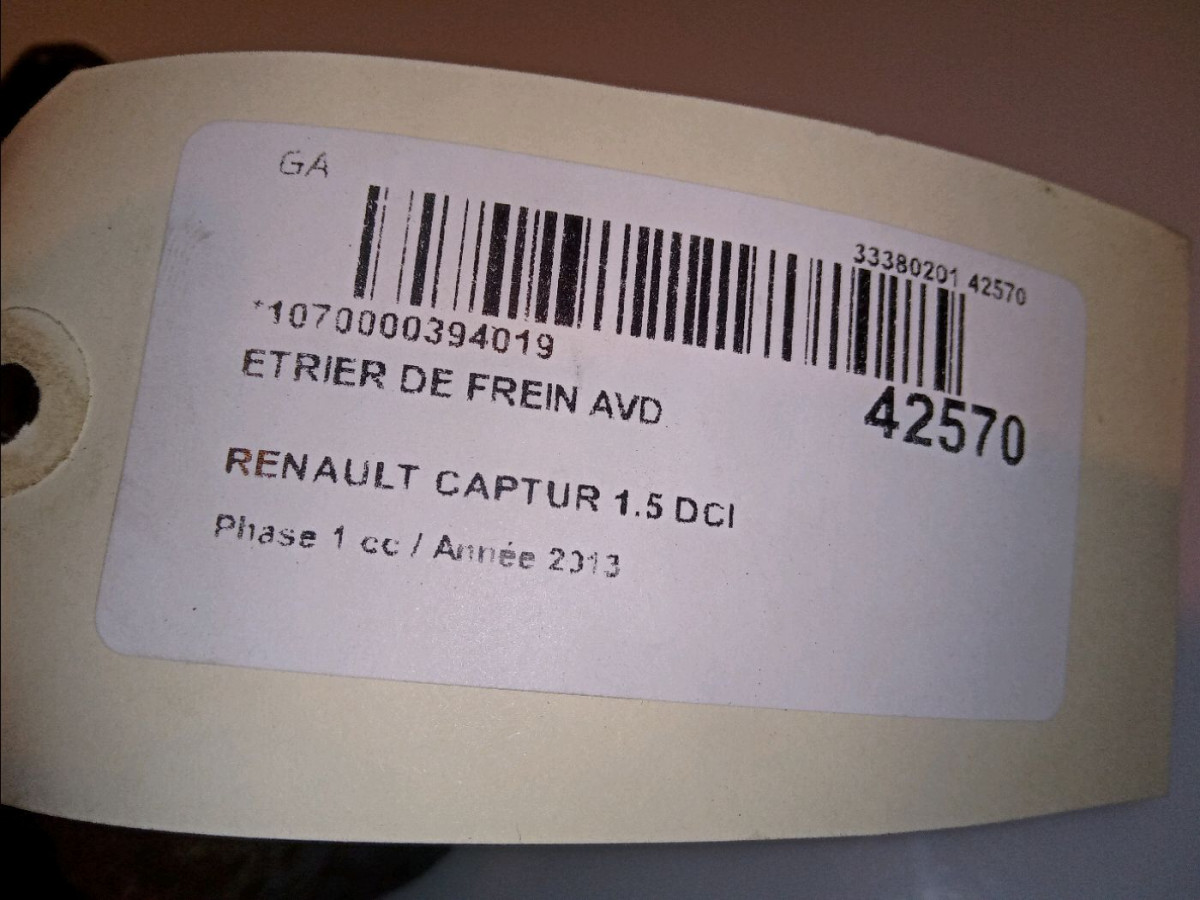 GA
33380201 42570
*1070000394019
ETRIER DE FREIN AVD
42570
RENAULT CAPTUR 1.5 DCI
Phase 1 cc / Année 2013